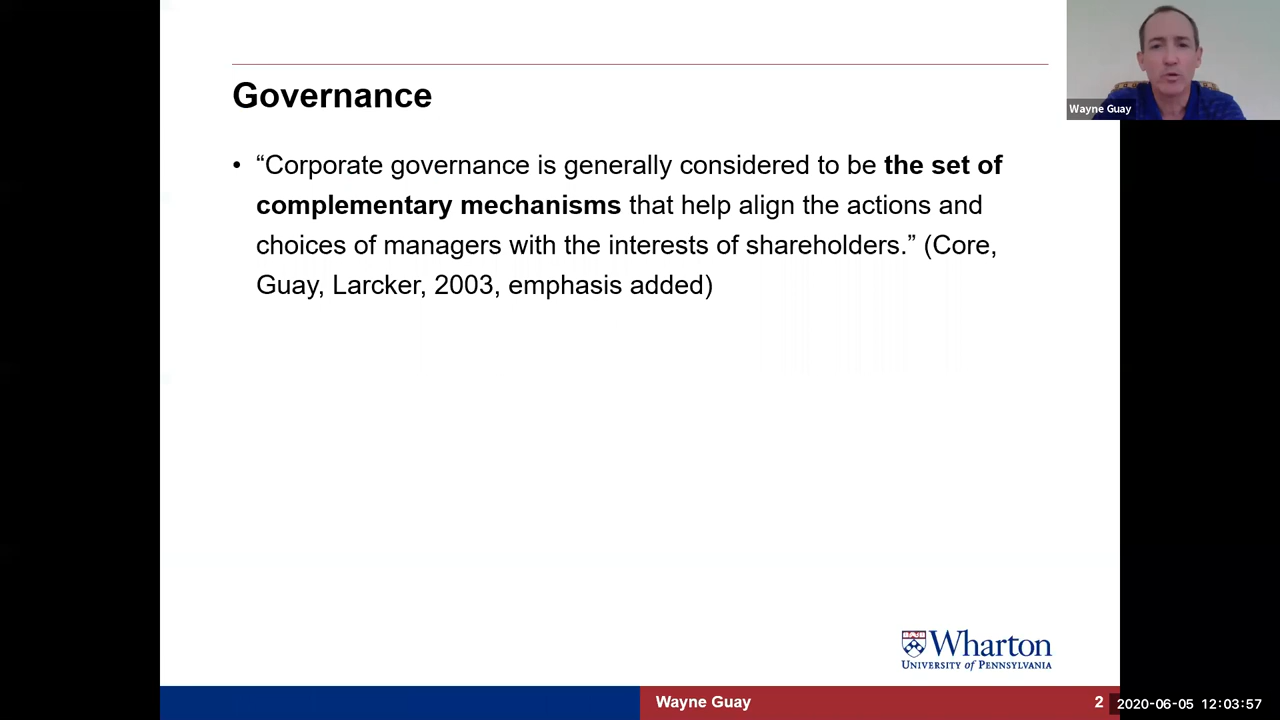 Governance
• “Corporate governance is generally considered to be the set of
complementary mechanisms that help align the actions and
choices of managers with the interests of shareholders.” (Core,
Guay, Larcker, 2003, emphasis added)
Wayne Guay
Wharton
UNIVERSITY of PENNSYLVANIA
Wayne Guay
2
2020-06-05 12:03:57